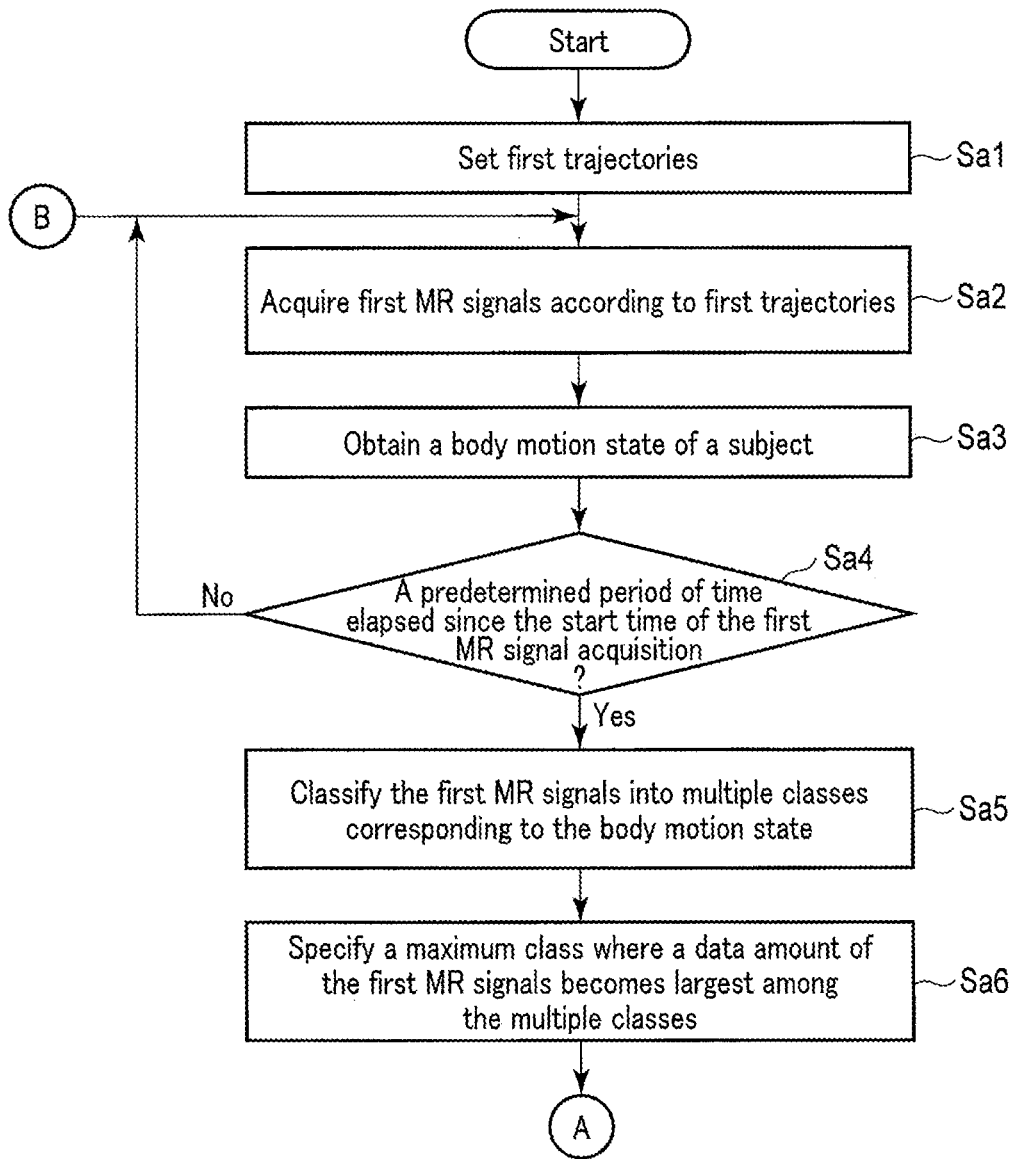 Start
Set first trajectories
Sa1
B
Acquire first MR signals according to first trajectories
Sa2
Obtain a body motion state of a subject
Sa3
Sa4
No
A predetermined period of time
elapsed since the start time of the first
MR signal acquisition
?
Yes
Classify the first MR signals into multiple classes
corresponding to the body motion state
Sa5
Specify a maximum class where a data amount of
the first MR signals becomes largest among
the multiple classes
Sa6
A